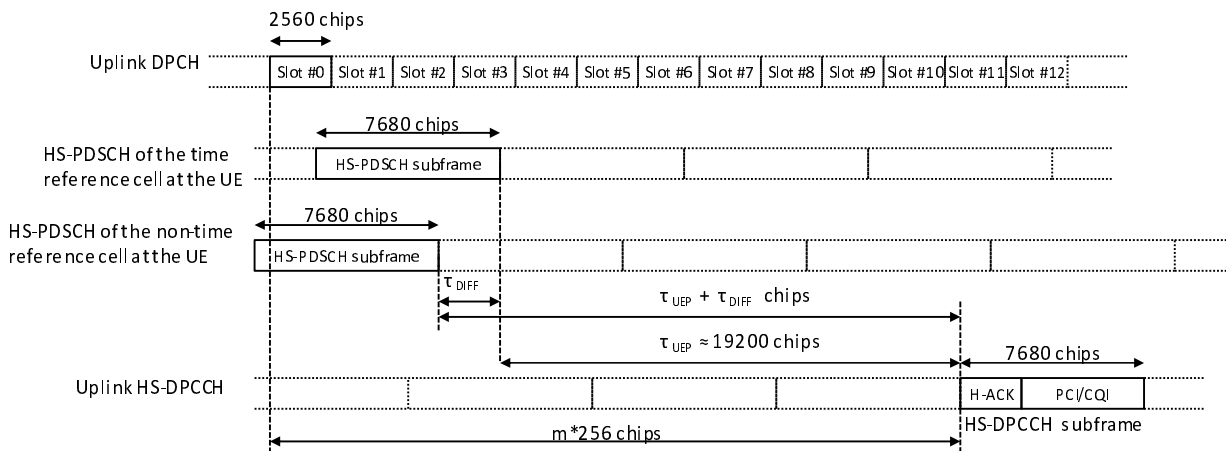 2560 chips
Uplink DPCH
Slot #0 Slot #1 Slot #2 Slot #3 Slot #4 Slot #5 Slot #6 Slot #7 Slot #8 Slot #9 Slot #10 Slot #11 Slot #12
7680 chips
HS-PDSCH of the time
reference cell at the UE
HS-PDSCH subframe
7680 chips
HS-PDSCH of the non-time
reference cell at the UE
HS-PDSCH subframe
τ DIFF
τ UEP + τ DIFF chips
τ UEP ≈ 19200 chips
7680 chips
Uplink HS-DPCCH
H-ACK PCI/CQI
HS-DPCCH subframe
m*256 chips